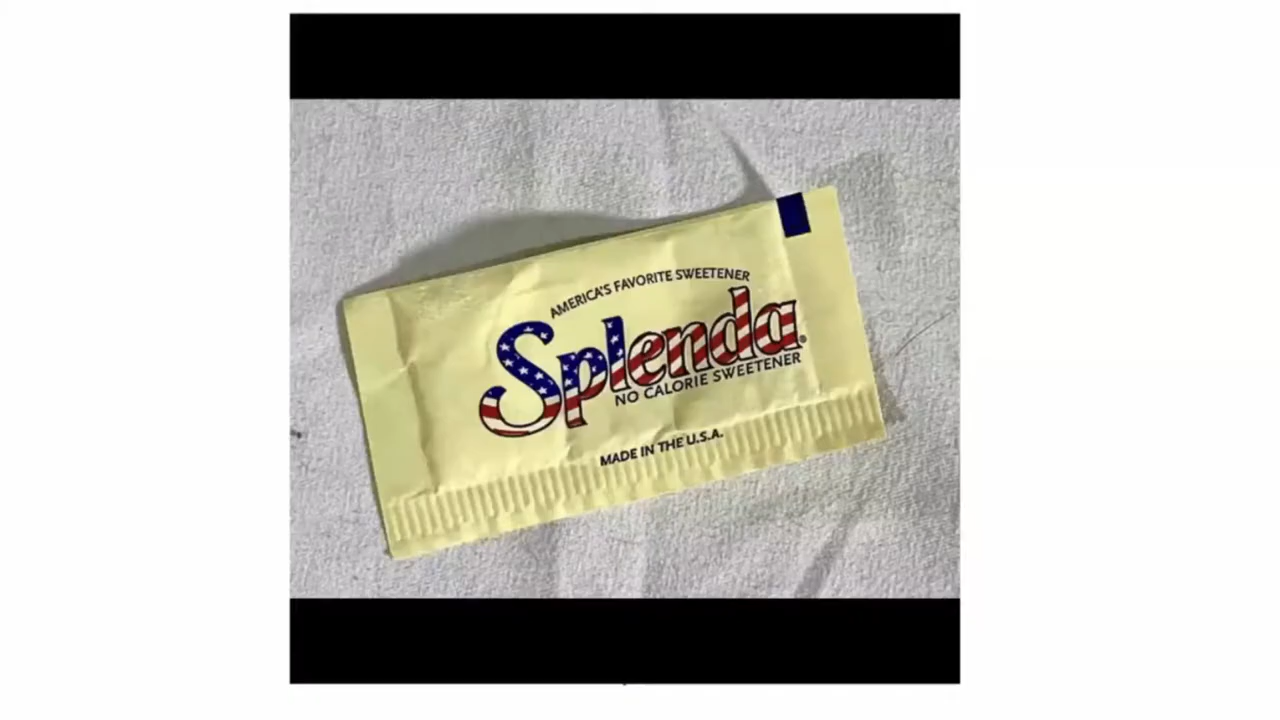 AMERICA'S FAVORITE SWEETENER
Splenda®
NO CALORIE SWEETENER
MADE IN THE U.S.A.